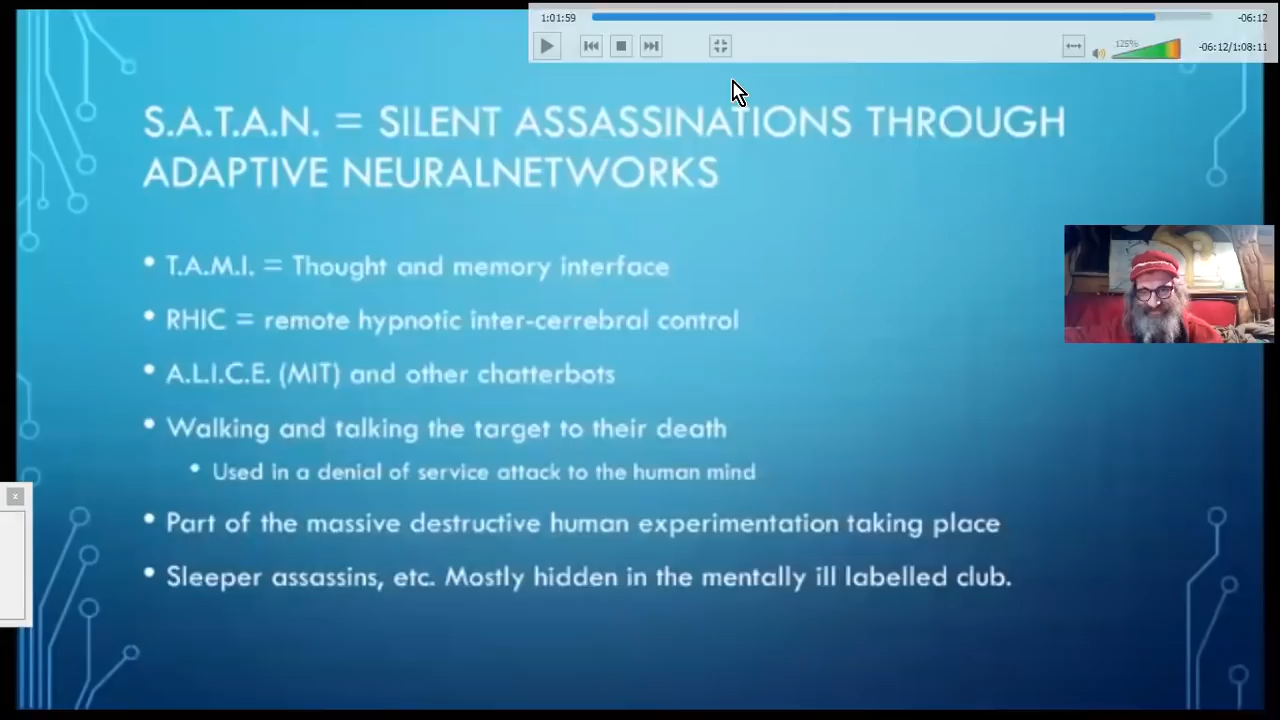 1:01:59
-06:12
125%
-06:12/1:08:11
S.A.T.A.N. = SILENT ASSASSINATIONS THROUGH
ADAPTIVE NEURALNETWORKS
• T.A.M.I. = Thought and memory interface
• RHIC = remote hypnotic inter-cerrebral control
• A.L.I.C.E. (MIT) and other chatterbots
• Walking and talking the target to their death
• Used in a denial of service attack to the human mind
• Part of the massive destructive human experimentation taking place
• Sleeper assassins, etc. Mostly hidden in the mentally ill labelled club.